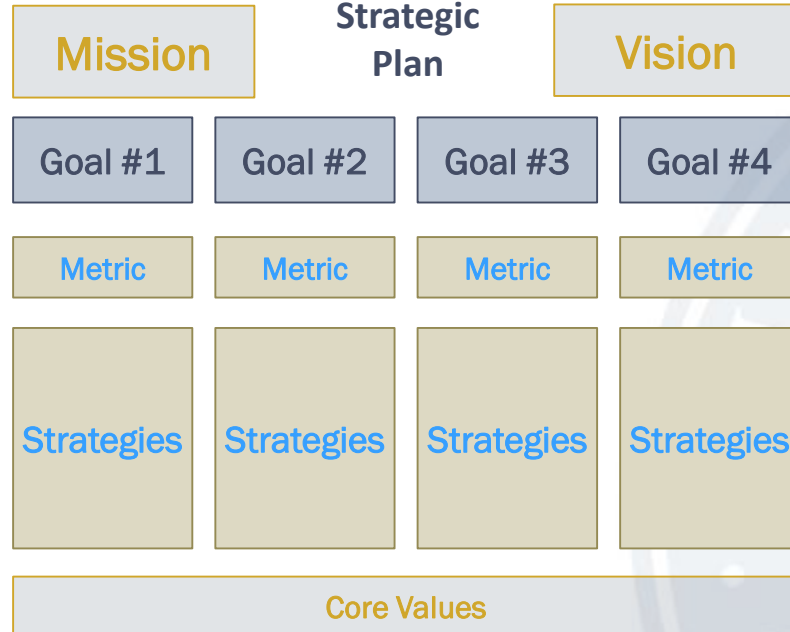 Strategic
Plan
Mission
Vision
Goal #1
Goal #2
Goal #3
Goal #4
Metric
Metric
Metric
Metric
Strategies
Strategies
Strategies
Strategies
Core Values